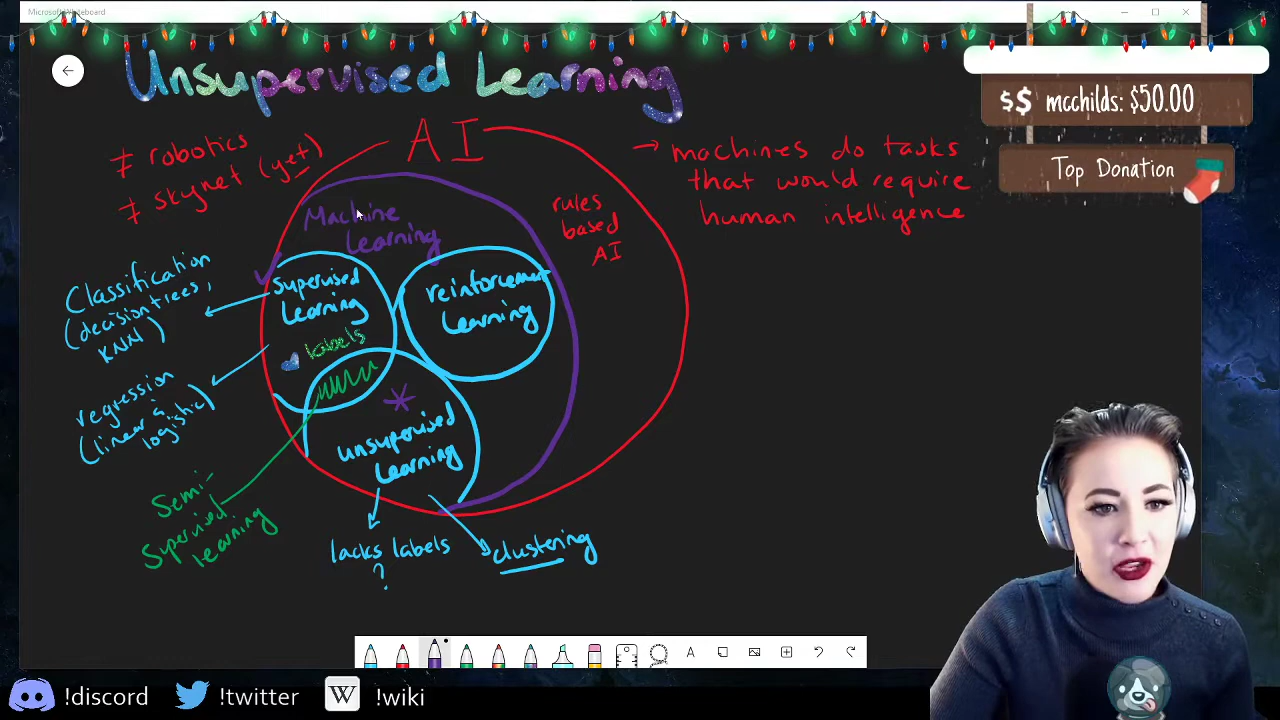 Microsoft Whiteboard
Unsupervised Learning
$$ mcchilds: $50.00
Top Donation
≠ robotics
≠ skynet (yet)
AI
→ machines do tasks
that would require
human intelligence
rules
based
AI
Machine
Learning
Supervised
Learning
labels
reinforcement
Learning
Classification
(decision trees,
KNN)
regression
(linear &
logistic)
*
unsupervised
Learning
Semi-
Supervised
learning
lacks labels
?
clustering
A
!discord
!twitter
W !wiki